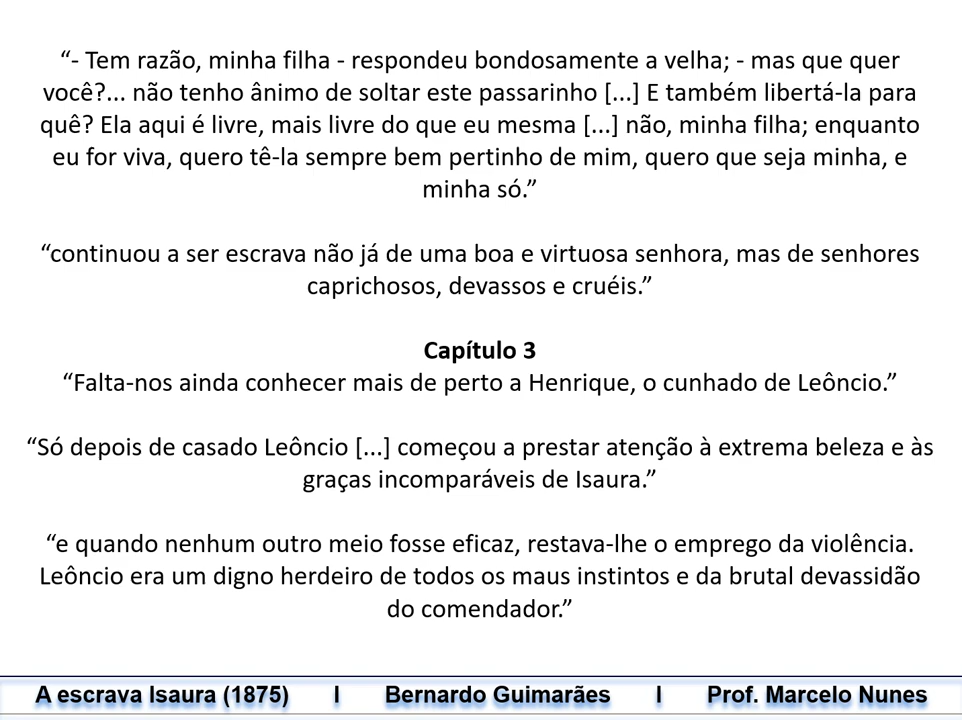 “- Tem razão, minha filha - respondeu bondosamente a velha; - mas que quer
você?... não tenho ânimo de soltar este passarinho [...] E também libertá-la para
quê? Ela aqui é livre, mais livre do que eu mesma [...] não, minha filha; enquanto
eu for viva, quero tê-la sempre bem pertinho de mim, quero que seja minha, e
minha só.”
“continuou a ser escrava não já de uma boa e virtuosa senhora, mas de senhores
caprichosos, devassos e cruéis.”
Capítulo 3
“Falta-nos ainda conhecer mais de perto a Henrique, o cunhado de Leôncio.”
“Só depois de casado Leôncio [...] começou a prestar atenção à extrema beleza e às
graças incomparáveis de Isaura.”
“e quando nenhum outro meio fosse eficaz, restava-lhe o emprego da violência.
Leôncio era um digno herdeiro de todos os maus instintos e da brutal devassidão
do comendador.”
A escrava Isaura (1875) I Bernardo Guimarães I Prof. Marcelo Nunes